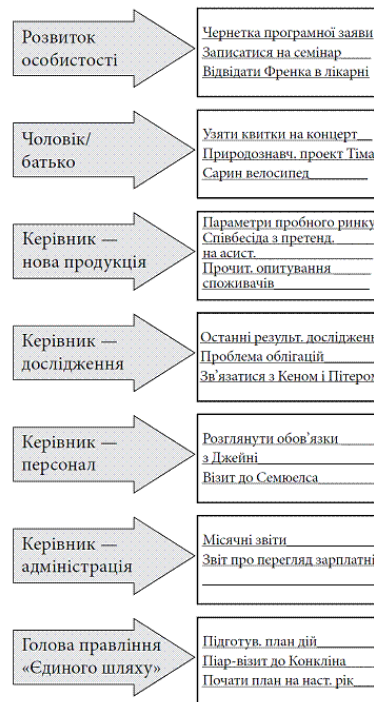 Розвиток
особистості
Чернетка програмної заяви
Записатися на семінар
Відвідати Френка в лікарні
Чоловік/
батько
Узяти квитки на концерт
Природознавч. проект Тіма
Сарин велосипед
Керівник —
нова продукція
Параметри пробного ринку
Співбесіда з претенд.
на асист.
Прочит. опитування
споживачів
Керівник —
дослідження
Останні результ. досліджень
Проблема облігацій
Зв’язатися з Кеном і Пітером
Керівник —
персонал
Розглянути обов’язки
з Джейні
Візит до Семюелса
Керівник —
адміністрація
Місячні звіти
Звіт про перегляд зарплатні
Голова правління
«Єдиного шляху»
Підготув. план дій
Піар-візит до Конкліна
Почати план на наст. рік